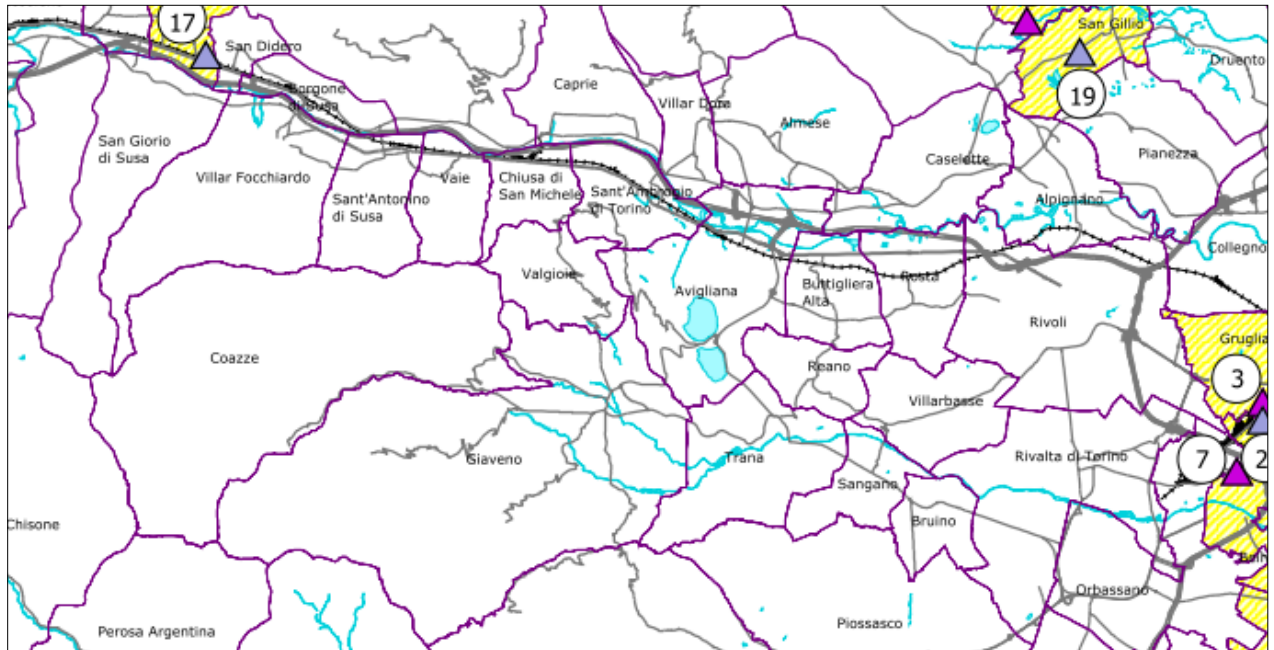 17
San Didero
San Gillio
Druento
Borgone
di Susa
Caprie
Villar Dora
19
Almese
San Giorio
di Susa
Caselette
Pianezza
Villar Focchiardo
Vaie
Chiusa di
San Michele
Sant'Ambrogio
di Torino
Sant'Antonino
di Susa
Alpignano
Collegno
Valgioie
Avigliana
Buttigliera
Alta
Rosta
Rivoli
Coazze
Reano
Gruglia
3
Villarbasse
Giaveno
Trana
Rivalta di Torino
7
2
Sangano
Chisone
Bruino
Orbassano
Perosa Argentina
Piossasco